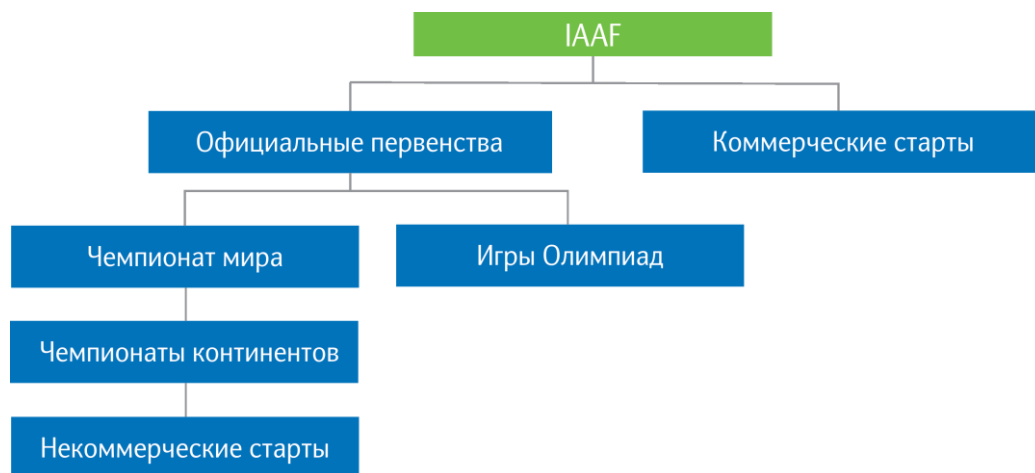 IAAF
Официальные первенства
Коммерческие старты
Чемпионат мира
Игры Олимпиад
Чемпионаты континентов
Некоммерческие старты